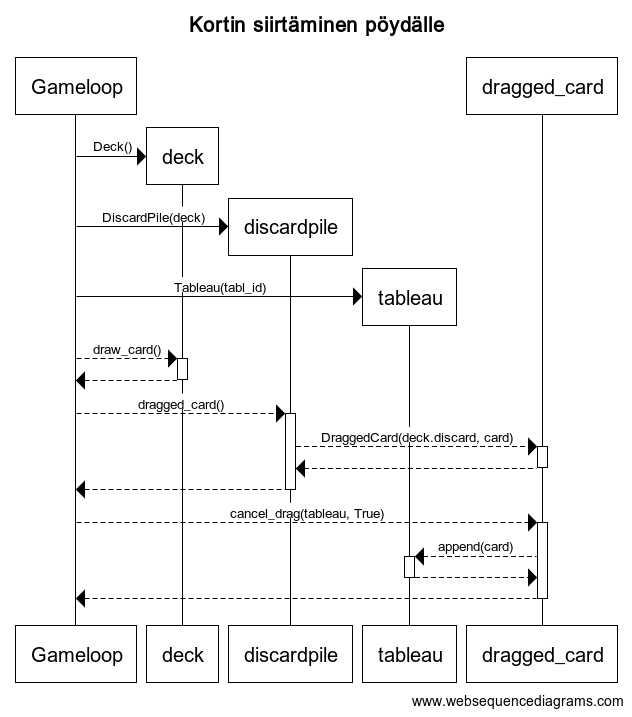 Kortin siirtäminen pöydälle
Gameloop
dragged_card
Deck()
deck
DiscardPile(deck)
discardpile
Tableau(tabl_id)
tableau
draw_card()
dragged_card()
DraggedCard(deck.discard, card)
cancel_drag(tableau, True)
append(card)
Gameloop
deck
discardpile
tableau
dragged_card
www.websequencediagrams.com